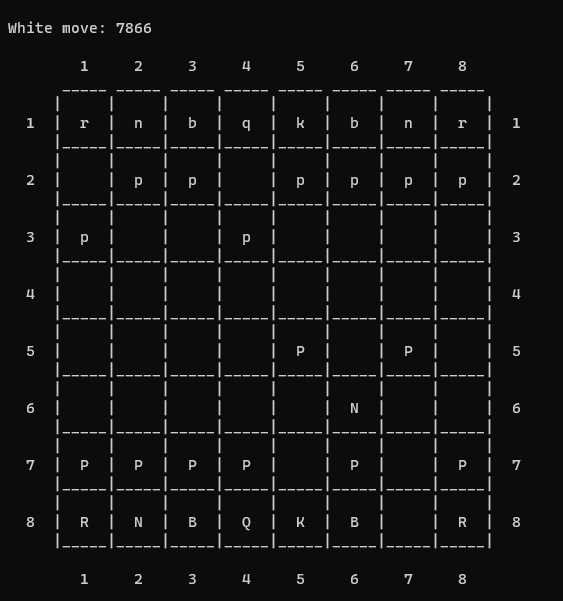 White move: 7866
1 2 3 4 5 6 7 8
1 r n b q k b n r 1
2 p p p p p p 2
3 p p 3
4 4
5 P P 5
6 N 6
7 P P P P P P 7
8 R N B Q K B R 8
1 2 3 4 5 6 7 8